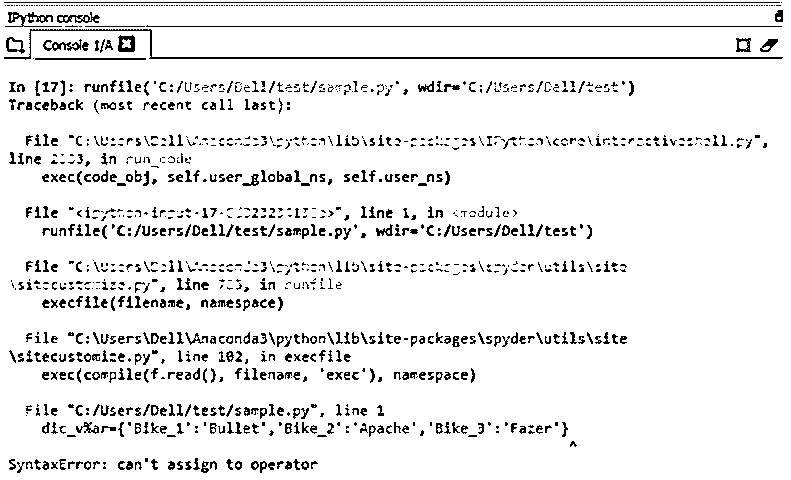 IPython console
Console 1/A
In [17]: runfile('C:/Users/Dell/test/sample.py', wdir='C:/Users/Dell/test')
Traceback (most recent call last):
File "C:\Users\Dell\Anaconda3\python\lib\site-packages\IPython\core\interactiveshell.py",
line in run_code
exec(code_obj, self.user_global_ns, self.user_ns)
File line 1, in <module>
runfile('C:/Users/Dell/test/sample.py', wdir='C:/Users/Dell/test')
File "C:\Users\Dell\Anaconda3\python\lib\site-packages\spyder\utils\site
\sitecustomize.py", line in runfile
execfile(filename, namespace)
File "C:\Users\Dell\Anaconda3\python\lib\site-packages\spyder\utils\site
\sitecustomize.py", line 102, in execfile
exec(compile(f.read(), filename, 'exec'), namespace)
File "C:/Users/Dell/test/sample.py", line 1
dic_v%ar={'Bike_1':'Bullet','Bike_2':'Apache','Bike_3':'Fazer'}
^
SyntaxError: can't assign to operator